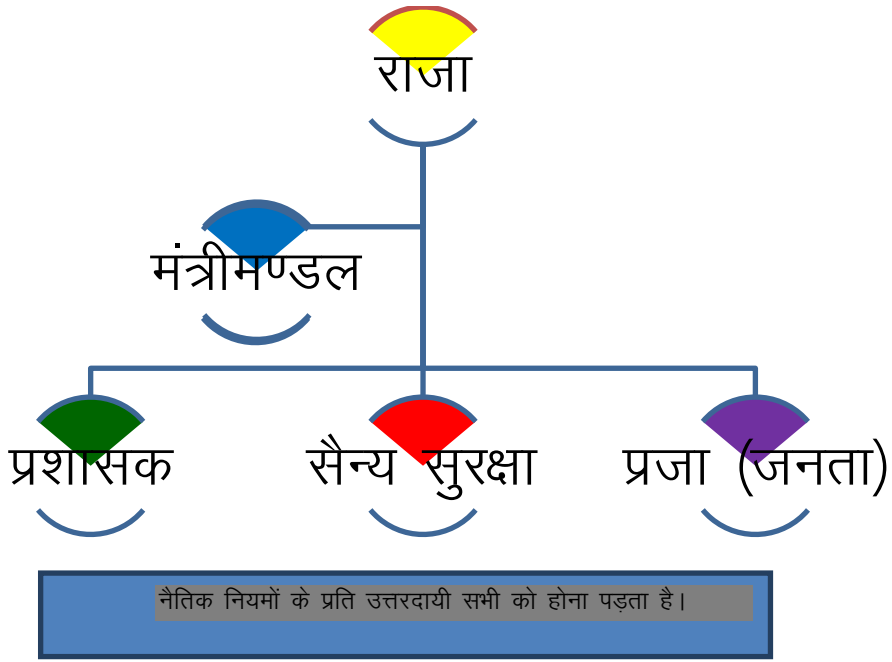 राजा
मंत्रीमण्डल
प्रशासक
सैन्य सुरक्षा
प्रजा (जनता)
नैतिक नियमों के प्रति उत्तरदायी सभी को होना पड़ता है।